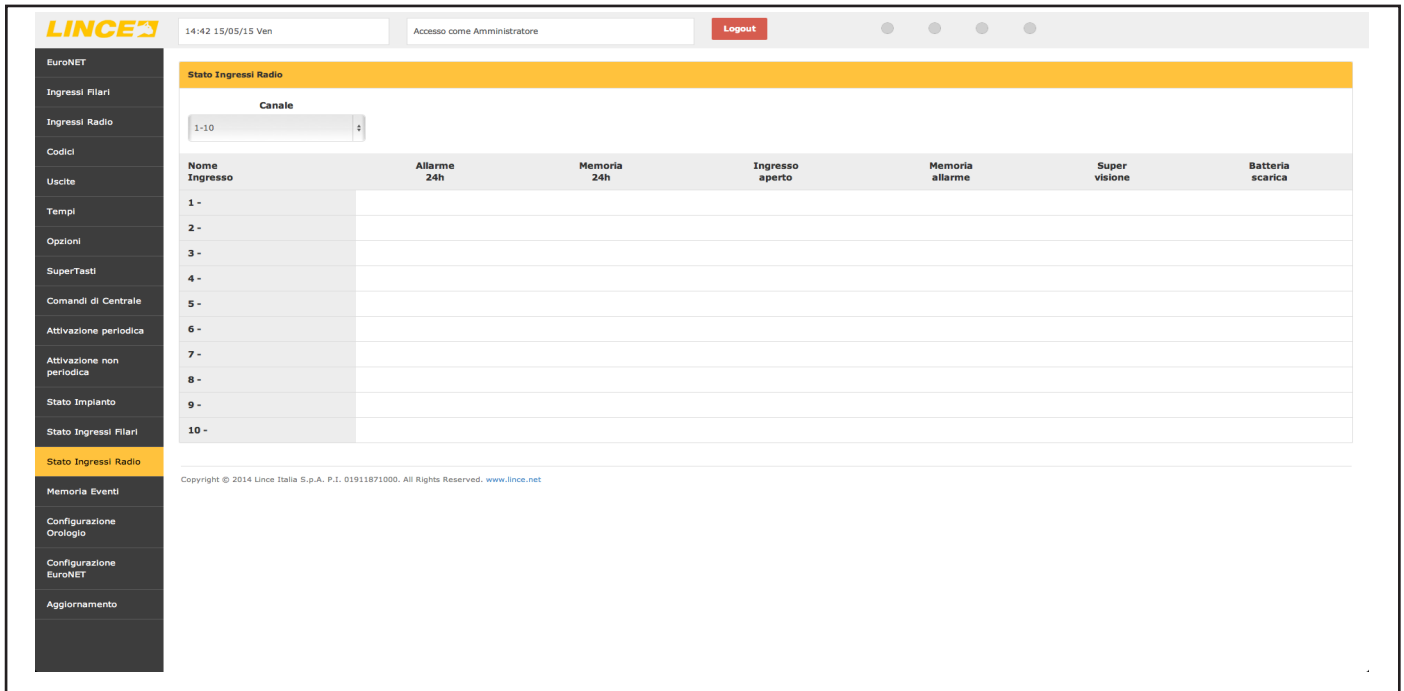 LINCE
14:42 15/05/15 Ven
Accesso come Amministratore
Logout
EuroNET
Ingressi Filari
Ingressi Radio
Codici
Uscite
Tempi
Opzioni
SuperTasti
Comandi di Centrale
Attivazione periodica
Attivazione non
periodica
Stato Impianto
Stato Ingressi Filari
Stato Ingressi Radio
Memoria Eventi
Configurazione
Orologio
Configurazione
EuroNET
Aggiornamento
Stato Ingressi Radio
Canale
1-10
Nome
Ingresso
Allarme
24h
Memoria
24h
Ingresso
aperto
Memoria
allarme
Super
visione
Batteria
scarica
1 -
2 -
3 -
4 -
5 -
6 -
7 -
8 -
9 -
10 -
Copyright © 2014 Lince Italia S.p.A. P.I. 01911871000. All Rights Reserved. www.lince.net